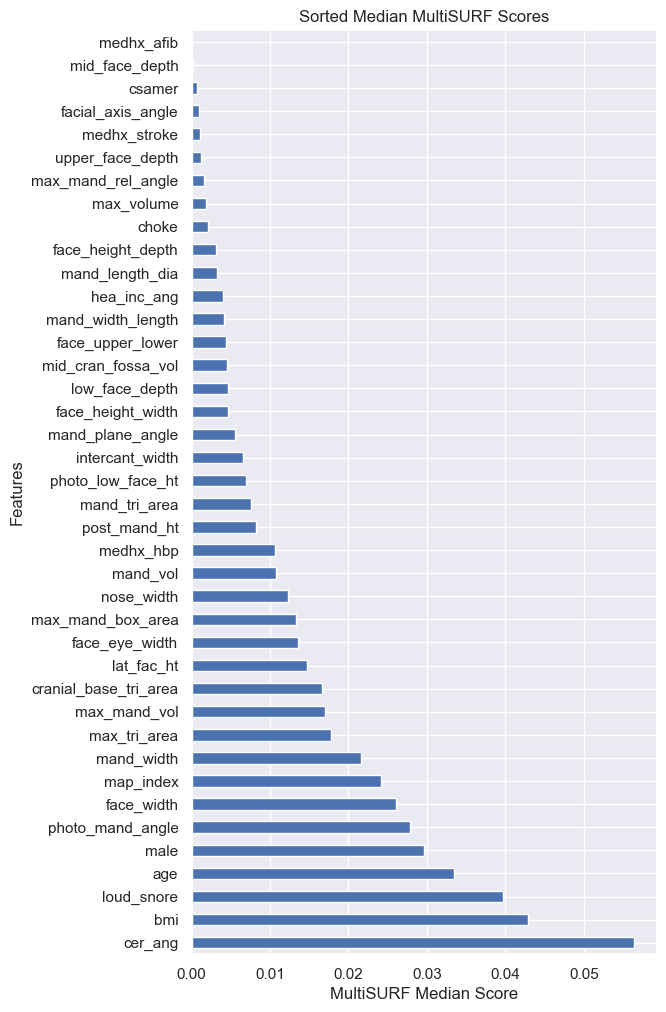 Sorted Median MultiSURF Scores
medhx_afib
mid_face_depth
csamer
facial_axis_angle
medhx_stroke
upper_face_depth
max_mand_rel_angle
max_volume
choke
face_height_depth
mand_length_dia
hea_inc_ang
mand_width_length
face_upper_lower
mid_cran_fossa_vol
low_face_depth
face_height_width
mand_plane_angle
intercant_width
photo_low_face_ht
mand_tri_area
post_mand_ht
medhx_hbp
mand_vol
nose_width
max_mand_box_area
face_eye_width
lat_fac_ht
cranial_base_tri_area
max_mand_vol
max_tri_area
mand_width
map_index
face_width
photo_mand_angle
male
age
loud_snore
bmi
cer_ang
Features
0.00 0.01 0.02 0.03 0.04 0.05
MultiSURF Median Score